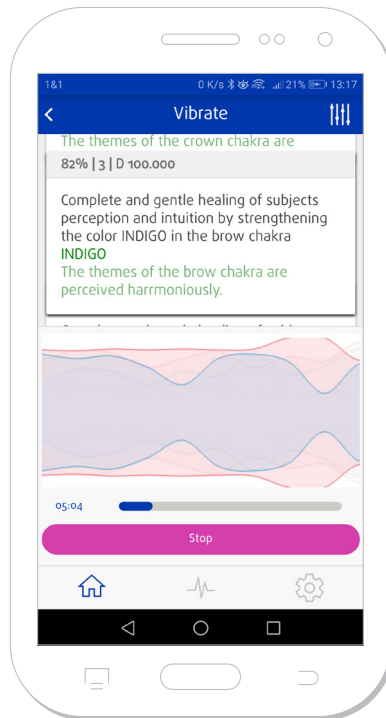 1&1 0 K/s 21% 13:17
Vibrate
The themes of the crown chakra are
82% | 3 | D 100.000
Complete and gentle healing of subjects
perception and intuition by strengthening
the color INDIGO in the brow chakra
INDIGO
The themes of the brow chakra are
perceived harrmoniously.
05:04
Stop